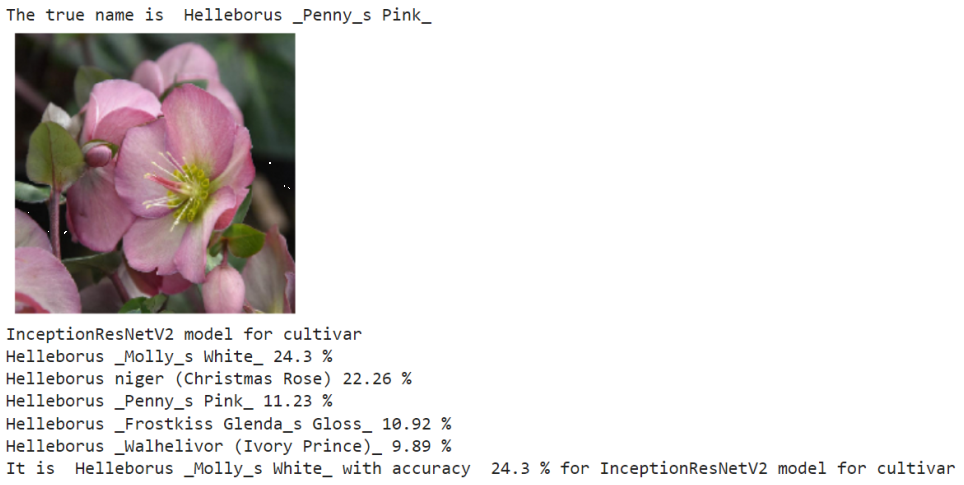 The true name is  Helleborus _Penny_s Pink_
InceptionResNetV2 model for cultivar
Helleborus _Molly_s White_ 24.3 %
Helleborus niger (Christmas Rose) 22.26 %
Helleborus _Penny_s Pink_ 11.23 %
Helleborus _Frostkiss Glenda_s Gloss_ 10.92 %
Helleborus _Walhelivor (Ivory Prince)_ 9.89 %
It is  Helleborus _Molly_s White_ with accuracy  24.3 % for InceptionResNetV2 model for cultivar